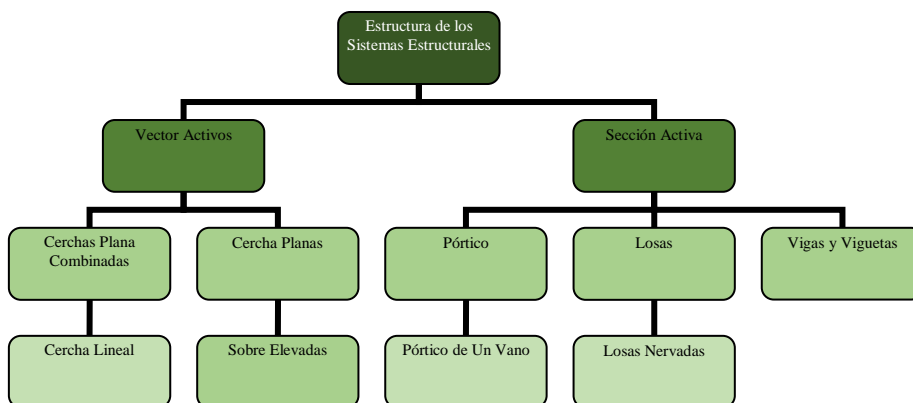 Estructura de los
Sistemas Estructurales
Vector Activos
Sección Activa
Cerchas Plana
Combinadas
Cercha Planas
Pórtico
Losas
Vigas y Viguetas
Cercha Lineal
Sobre Elevadas
Pórtico de Un Vano
Losas Nervadas